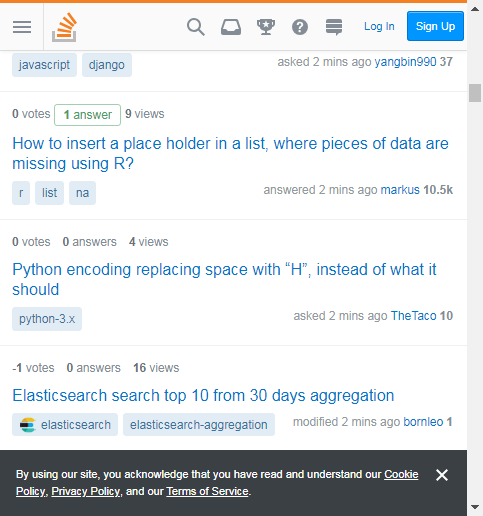 Log In Sign Up
javascript django asked 2 mins ago yangbin990 37
0 votes 1 answer 9 views
How to insert a place holder in a list, where pieces of data are
missing using R?
r list na answered 2 mins ago markus 10.5k
0 votes 0 answers 4 views
Python encoding replacing space with “H”, instead of what it
should
python-3.x asked 2 mins ago TheTaco 10
-1 votes 0 answers 16 views
Elasticsearch search top 10 from 30 days aggregation
elasticsearch elasticsearch-aggregation modified 2 mins ago bornleo 1
By using our site, you acknowledge that you have read and understand our Cookie
Policy, Privacy Policy, and our Terms of Service.